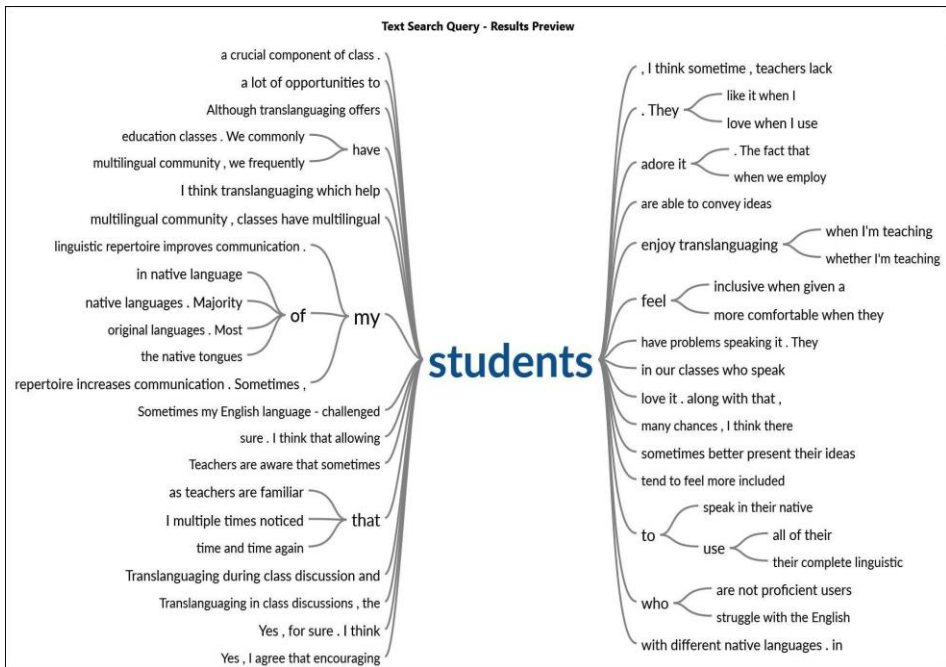 Text Search Query - Results Preview
a crucial component of class .
a lot of opportunities to
Although translanguaging offers
education classes . We commonly
multilingual community , we frequently
have
I think translanguaging which help
multilingual community , classes have multilingual
linguistic repertoire improves communication .
in native language
native languages . Majority
original languages . Most
the native tongues
of
my
repertoire increases communication . Sometimes ,
Sometimes my English language - challenged
sure . I think that allowing
Teachers are aware that sometimes
as teachers are familiar
I multiple times noticed
time and time again
that
Translanguaging during class discussion and
Translanguaging in class discussions , the
Yes , for sure . I think
Yes , I agree that encouraging
students
, I think sometime , teachers lack
. They
like it when I
love when I use
adore it
. The fact that
when we employ
are able to convey ideas
enjoy translanguaging
when I'm teaching
whether I'm teaching
feel
inclusive when given a
more comfortable when they
have problems speaking it . They
in our classes who speak
love it . along with that ,
many chances , I think there
sometimes better present their ideas
tend to feel more included
to
speak in their native
use
all of their
their complete linguistic
who
are not proficient users
struggle with the English
with different native languages . in